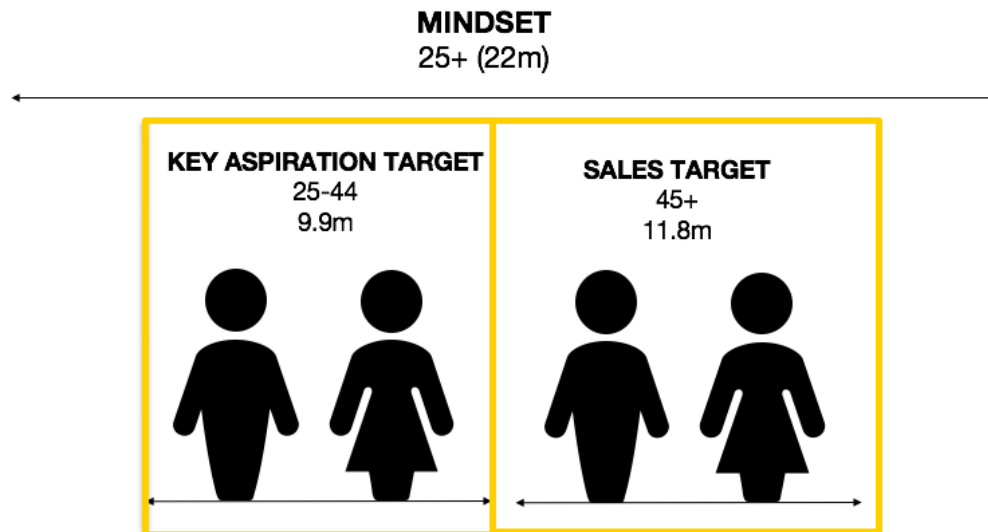 MINDSET
25+ (22m)
KEY ASPIRATION TARGET
25-44
9.9m
SALES TARGET
45+
11.8m